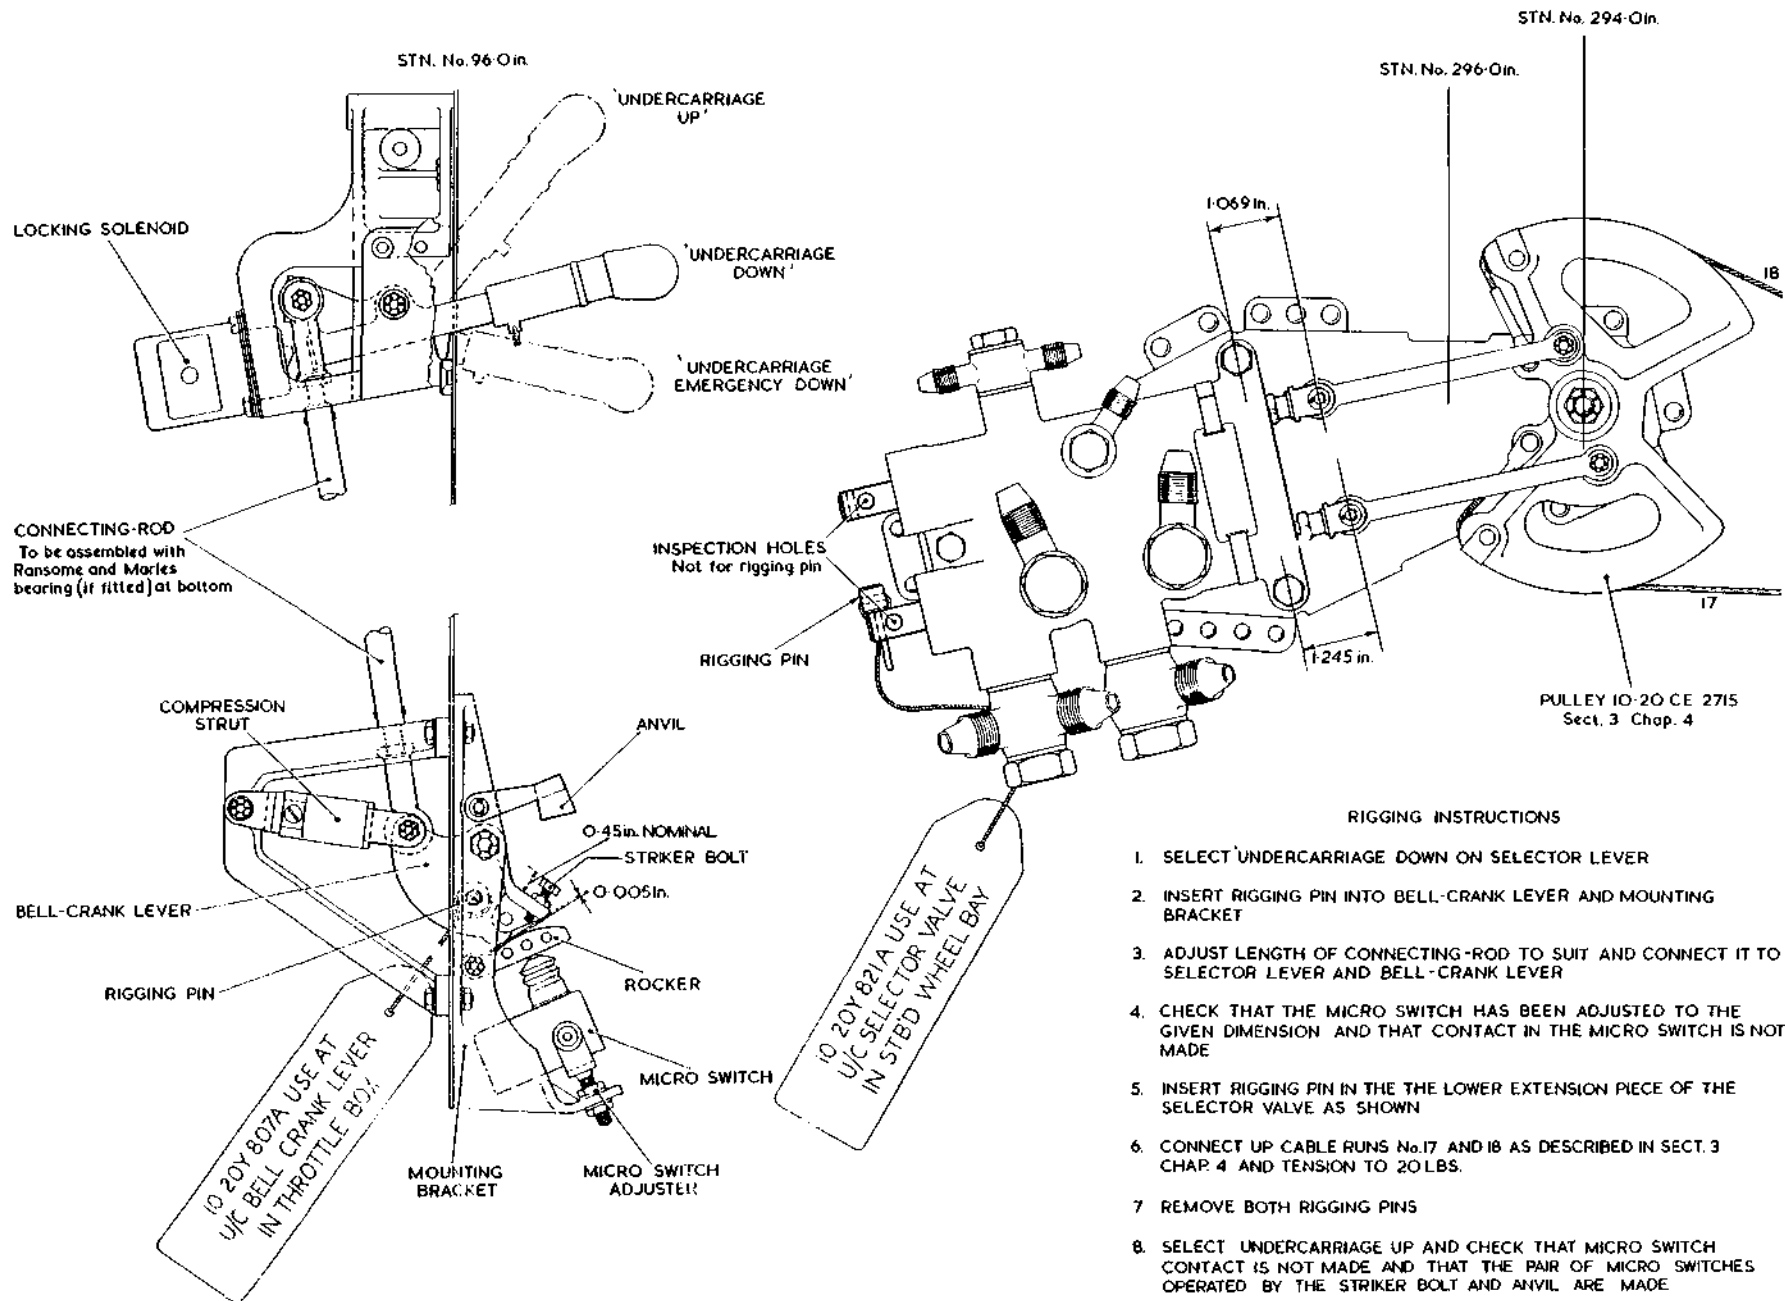 STN. No. 96·0in.
'UNDERCARRIAGE
UP'
LOCKING SOLENOID
'UNDERCARRIAGE
DOWN'
'UNDERCARRIAGE
EMERGENCY DOWN'
CONNECTING-ROD
To be assembled with
Ransome and Marles
bearing (if fitted) at bottom
COMPRESSION
STRUT
ANVIL
0·45in. NOMINAL
STRIKER BOLT
0·005in.
BELL-CRANK LEVER
RIGGING PIN
ROCKER
MICRO SWITCH
MOUNTING
BRACKET
MICRO SWITCH
ADJUSTER
10 20Y 807A USE AT
U/C BELL CRANK LEVER
IN THROTTLE BOX
STN. No. 294·0in.
STN. No. 296·0in.
1·069in.
18
INSPECTION HOLES
Not for rigging pin
RIGGING PIN
17
1·245in.
PULLEY 10·20 CE 2715
Sect. 3 Chap. 4
10 20Y 821A USE AT
U/C SELECTOR VALVE
IN STB'D WHEEL BAY
RIGGING INSTRUCTIONS
1. SELECT 'UNDERCARRIAGE DOWN ON SELECTOR LEVER
2. INSERT RIGGING PIN INTO BELL-CRANK LEVER AND MOUNTING
BRACKET
3. ADJUST LENGTH OF CONNECTING-ROD TO SUIT AND CONNECT IT TO
SELECTOR LEVER AND BELL-CRANK LEVER
4. CHECK THAT THE MICRO SWITCH HAS BEEN ADJUSTED TO THE
GIVEN DIMENSION AND THAT CONTACT IN THE MICRO SWITCH IS NOT
MADE
5. INSERT RIGGING PIN IN THE THE LOWER EXTENSION PIECE OF THE
SELECTOR VALVE AS SHOWN
6. CONNECT UP CABLE RUNS No.17 AND 18 AS DESCRIBED IN SECT. 3
CHAP. 4 AND TENSION TO 20 LBS.
7 REMOVE BOTH RIGGING PINS
8. SELECT UNDERCARRIAGE UP AND CHECK THAT MICRO SWITCH
CONTACT IS NOT MADE AND THAT THE PAIR OF MICRO SWITCHES
OPERATED BY THE STRIKER BOLT AND ANVIL ARE MADE